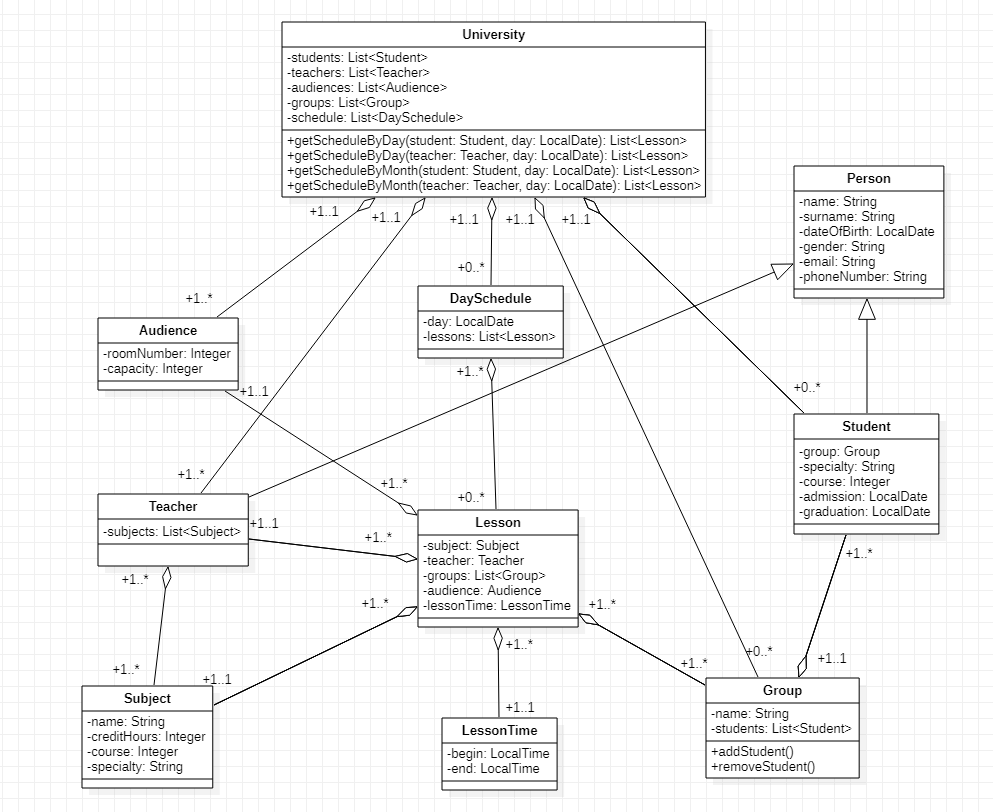 University
-students: List<Student>
-teachers: List<Teacher>
-audiences: List<Audience>
-groups: List<Group>
-schedule: List<DaySchedule>
+getScheduleByDay(student: Student, day: LocalDate): List<Lesson>
+getScheduleByDay(teacher: Teacher, day: LocalDate): List<Lesson>
+getScheduleByMonth(student: Student, day: LocalDate): List<Lesson>
+getScheduleByMonth(teacher: Teacher, day: LocalDate): List<Lesson>
+1..1
+1..1
+1..1
+1..1
+1..1
Person
-name: String
-surname: String
-dateOfBirth: LocalDate
-gender: String
-email: String
-phoneNumber: String
+0..*
+1..*
DaySchedule
-day: LocalDate
-lessons: List<Lesson>
+1..*
Audience
-roomNumber: Integer
-capacity: Integer
+1..1
+0..*
Student
-group: Group
-specialty: String
-course: Integer
-admission: LocalDate
-graduation: LocalDate
+1..*
+1..*
+1..*
+0..*
Teacher
-subjects: List<Subject>
+1..1
+1..*
+1..*
Lesson
-subject: Subject
-teacher: Teacher
-groups: List<Group>
-audience: Audience
-lessonTime: LessonTime
+1..*
+1..*
+1..*
+1..*
+1..1
+1..*
+0..*
+1..1
+1..1
Subject
-name: String
-creditHours: Integer
-course: Integer
-specialty: String
LessonTime
-begin: LocalTime
-end: LocalTime
Group
-name: String
-students: List<Student>
+addStudent()
+removeStudent()